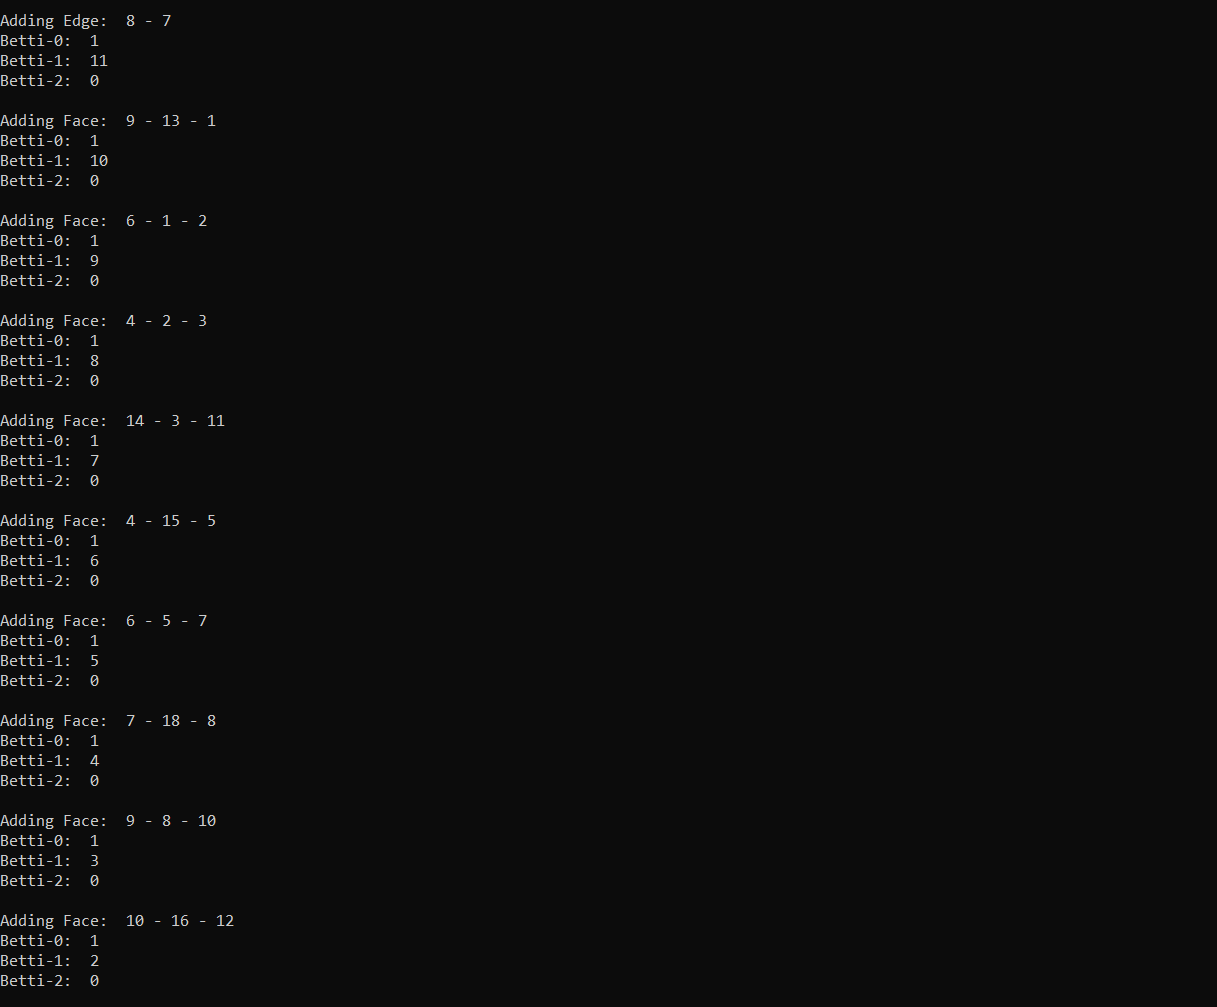 Adding Edge:  8 - 7
Betti-0:  1
Betti-1:  11
Betti-2:  0
Adding Face:  9 - 13 - 1
Betti-0:  1
Betti-1:  10
Betti-2:  0
Adding Face:  6 - 1 - 2
Betti-0:  1
Betti-1:  9
Betti-2:  0
Adding Face:  4 - 2 - 3
Betti-0:  1
Betti-1:  8
Betti-2:  0
Adding Face:  14 - 3 - 11
Betti-0:  1
Betti-1:  7
Betti-2:  0
Adding Face:  4 - 15 - 5
Betti-0:  1
Betti-1:  6
Betti-2:  0
Adding Face:  6 - 5 - 7
Betti-0:  1
Betti-1:  5
Betti-2:  0
Adding Face:  7 - 18 - 8
Betti-0:  1
Betti-1:  4
Betti-2:  0
Adding Face:  9 - 8 - 10
Betti-0:  1
Betti-1:  3
Betti-2:  0
Adding Face:  10 - 16 - 12
Betti-0:  1
Betti-1:  2
Betti-2:  0